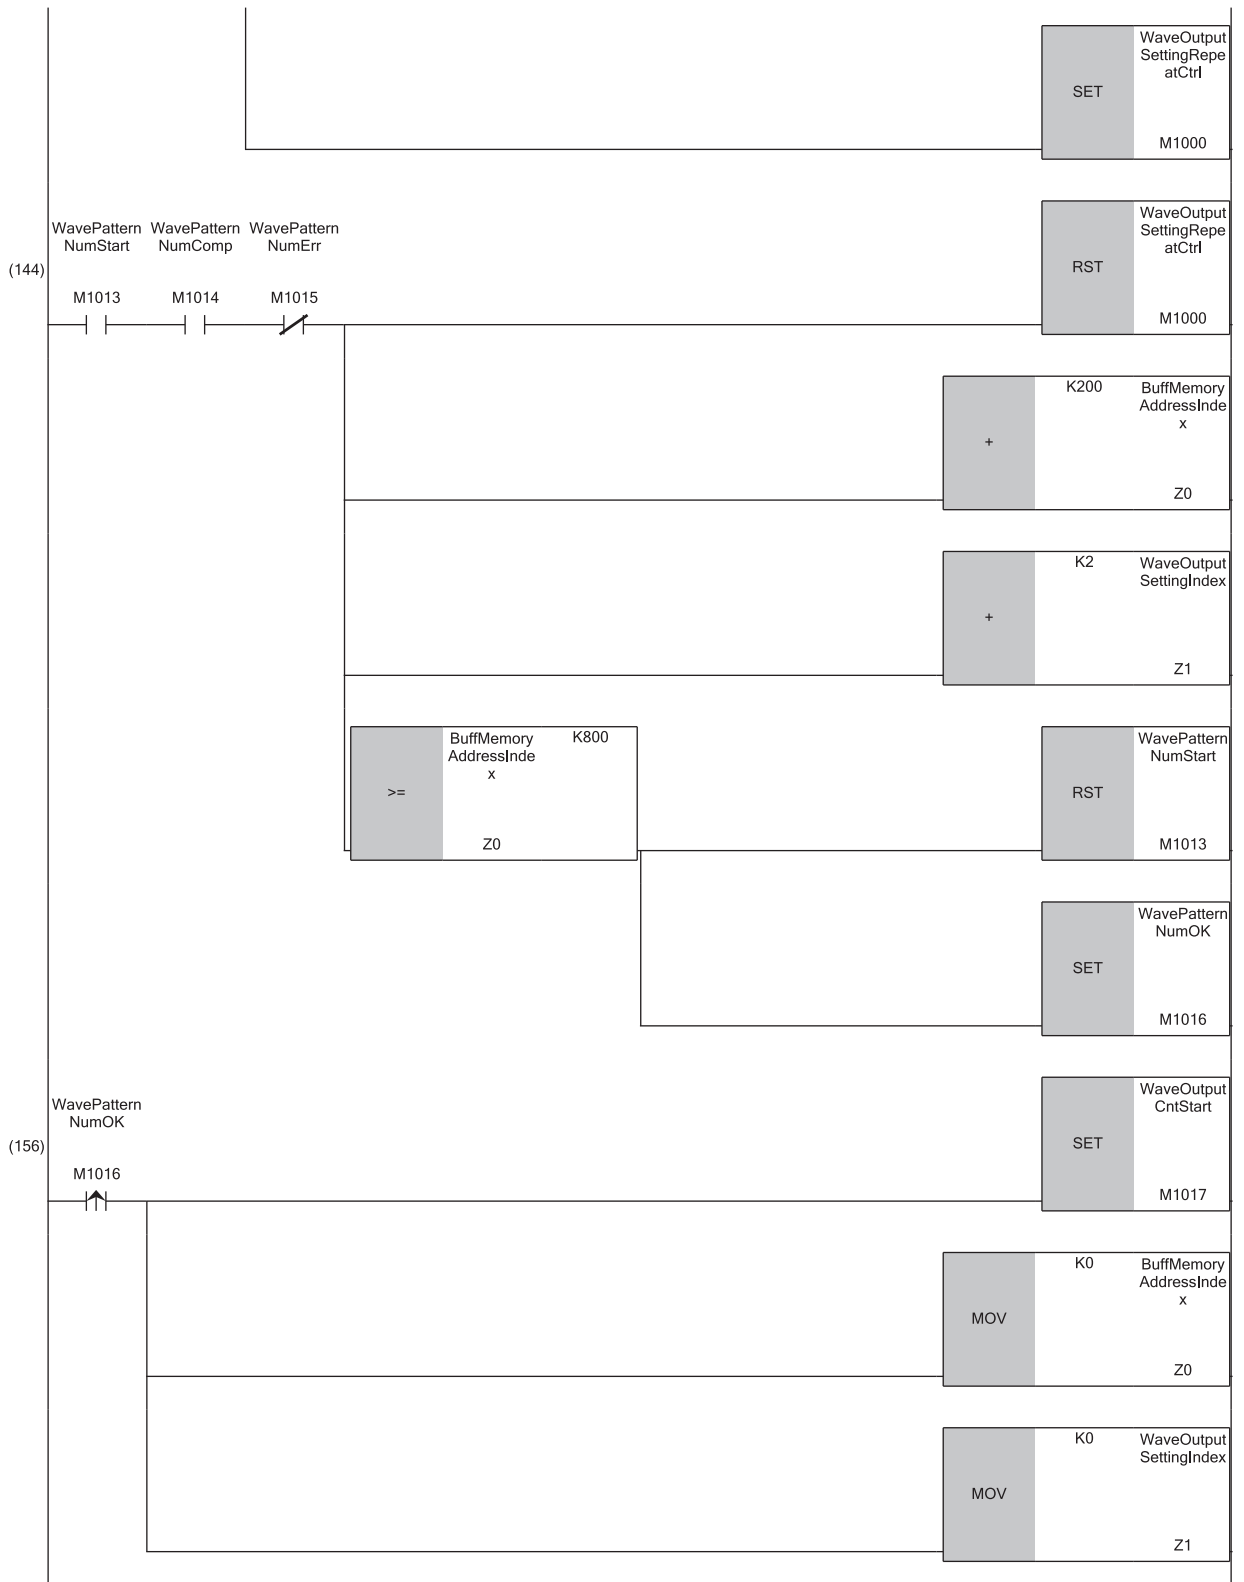 WaveOutput
SettingRepe
atCtrl
SET
M1000
WavePattern WavePattern WavePattern
NumStart NumComp NumErr
WaveOutput
SettingRepe
atCtrl
(144)
RST
M1013 M1014 M1015
M1000
K200 BuffMemory
AddressInde
x
+
Z0
K2 WaveOutput
SettingIndex
+
Z1
BuffMemory K800
AddressInde
x
>=
Z0
WavePattern
NumStart
RST
M1013
WavePattern
NumOK
SET
M1016
WavePattern
NumOK
WaveOutput
CntStart
(156)
SET
M1016
M1017
K0 BuffMemory
AddressInde
x
MOV
Z0
K0 WaveOutput
SettingIndex
MOV
Z1